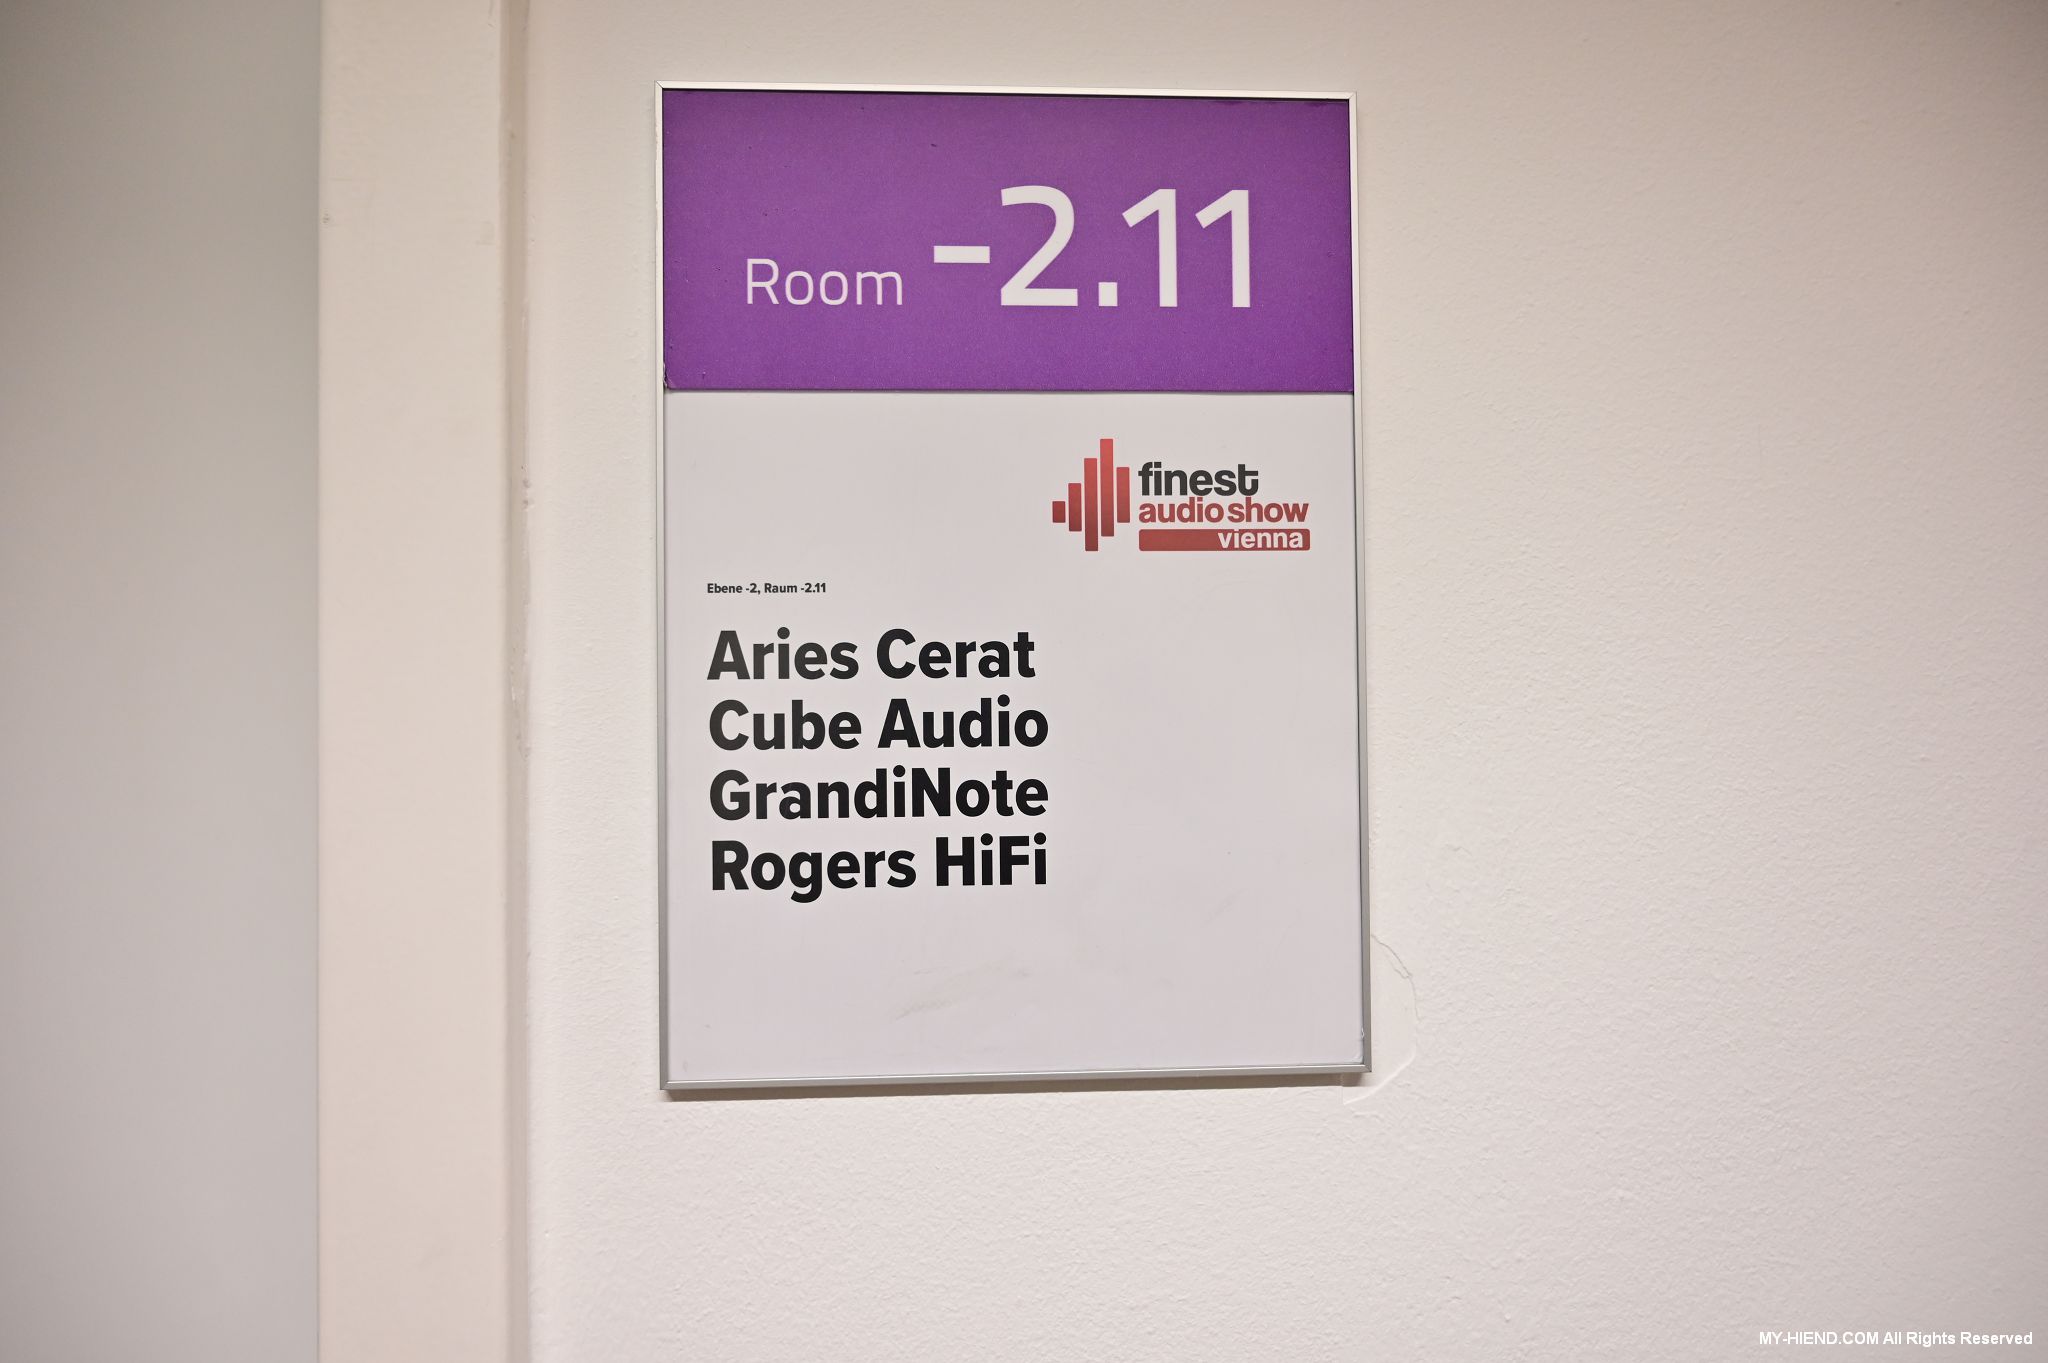 Room -2.11
finest
audio show
vienna
Ebene -2, Raum -2.11
Aries Cerat
Cube Audio
GrandiNote
Rogers HiFi
MY-HIEND.COM All Rights Reserved